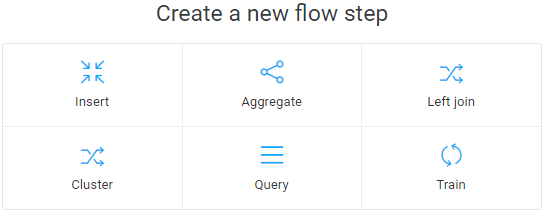 Create a new flow step
Insert
Aggregate
Left join
Cluster
Query
Train